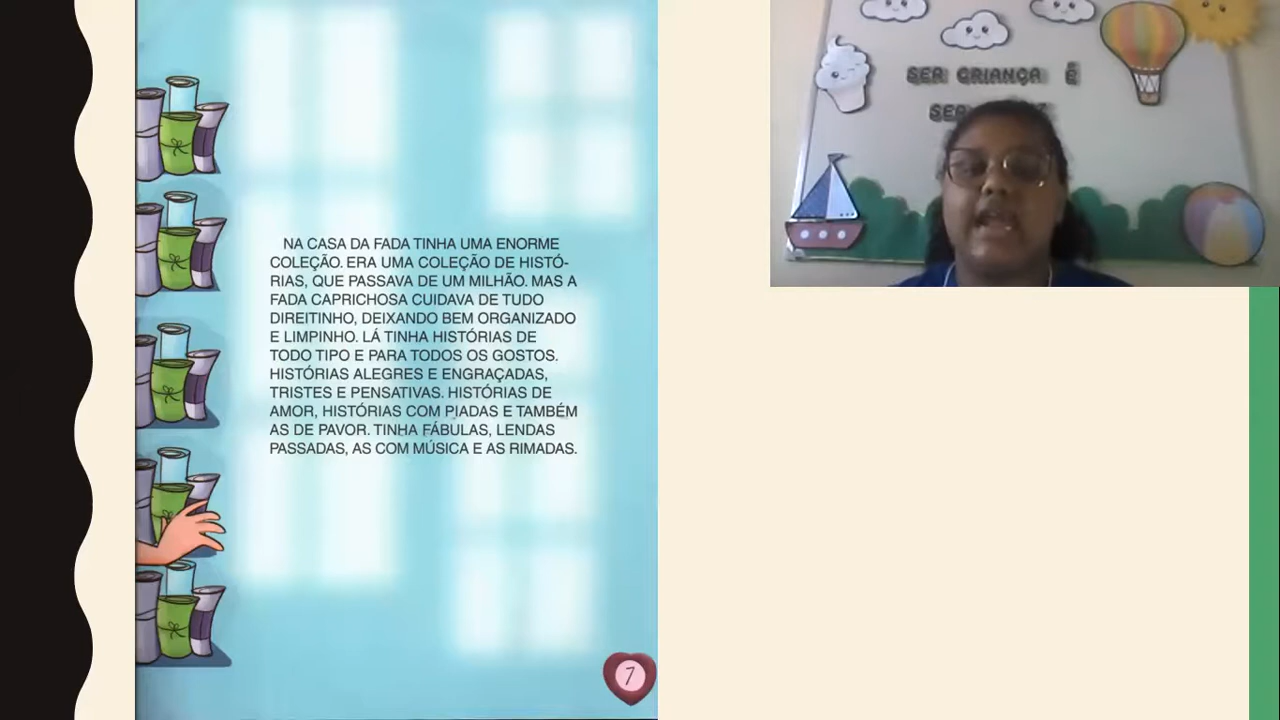 NA CASA DA FADA TINHA UMA ENORME
COLEÇÃO. ERA UMA COLEÇÃO DE HISTÓ-
RIAS, QUE PASSAVA DE UM MILHÃO. MAS A
FADA CAPRICHOSA CUIDAVA DE TUDO
DIREITINHO, DEIXANDO BEM ORGANIZADO
E LIMPINHO. LÁ TINHA HISTÓRIAS DE
TODO TIPO E PARA TODOS OS GOSTOS.
HISTÓRIAS ALEGRES E ENGRAÇADAS,
TRISTES E PENSATIVAS. HISTÓRIAS DE
AMOR, HISTÓRIAS COM PIADAS E TAMBÉM
AS DE PAVOR. TINHA FÁBULAS, LENDAS
PASSADAS, AS COM MÚSICA E AS RIMADAS.
7
SER CRIANÇA É
SER